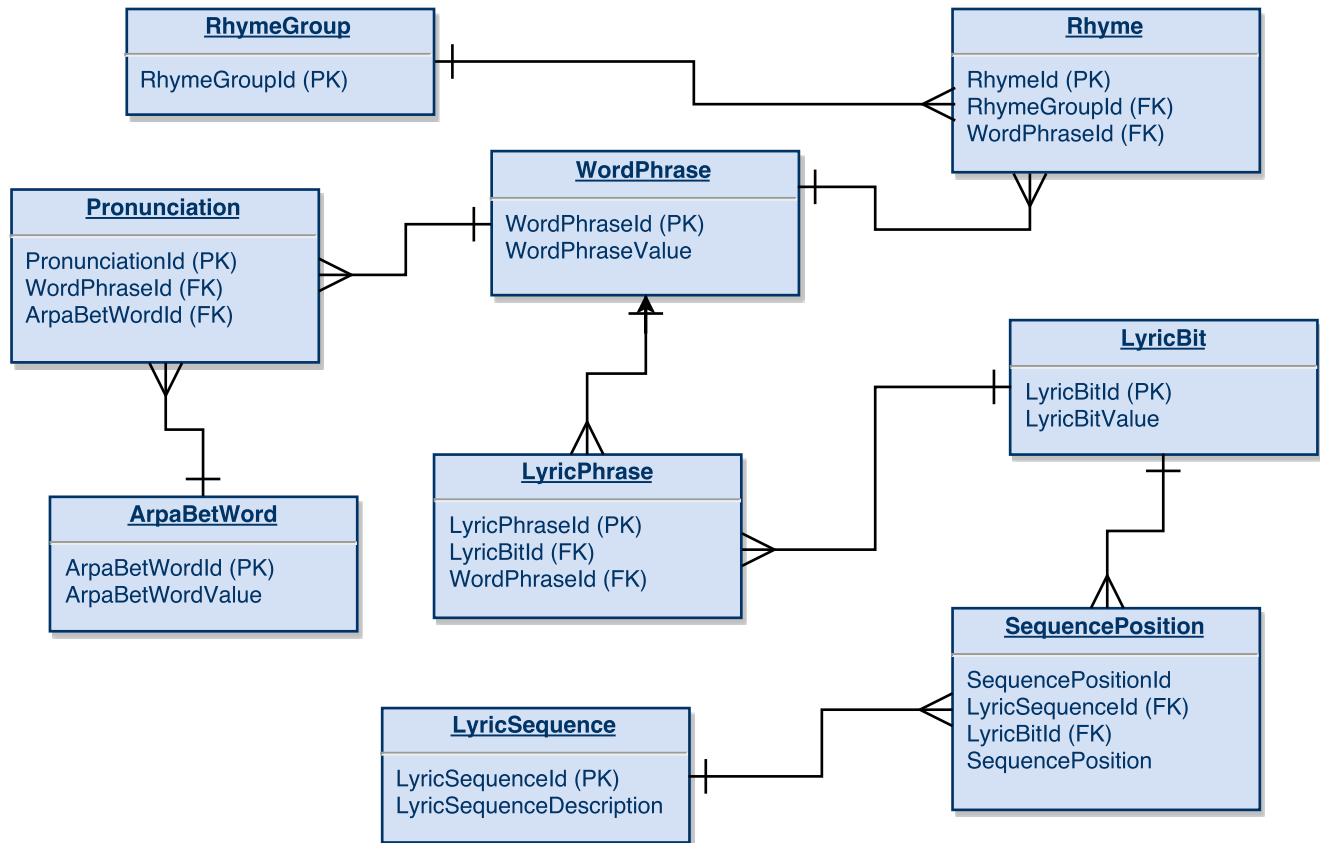 RhymeGroup
RhymeGroupId (PK)
Rhyme
RhymeId (PK)
RhymeGroupId (FK)
WordPhraseId (FK)
WordPhrase
WordPhraseId (PK)
WordPhraseValue
Pronunciation
PronunciationId (PK)
WordPhraseId (FK)
ArpaBetWordId (FK)
LyricBit
LyricBitId (PK)
LyricBitValue
LyricPhrase
LyricPhraseId (PK)
LyricBitId (FK)
WordPhraseId (FK)
ArpaBetWord
ArpaBetWordId (PK)
ArpaBetWordValue
SequencePosition
SequencePositionId
LyricSequenceId (FK)
LyricBitId (FK)
SequencePosition
LyricSequence
LyricSequenceId (PK)
LyricSequenceDescription